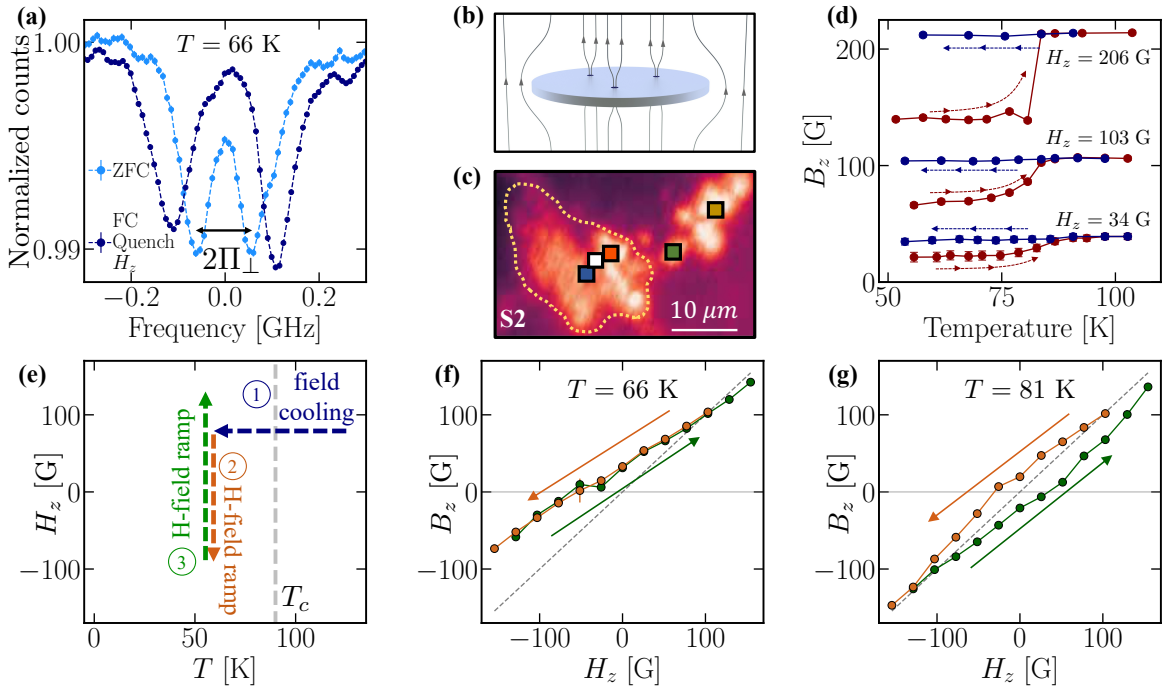 (a)
T = 66 K
1.00
0.99
Normalized counts
ZFC
FC
Quench
H_z
2Π_⊥
−0.2
0.0
0.2
Frequency [GHz]
(b)
(c)
S2
10 μm
(d)
200
100
0
B_z [G]
H_z = 206 G
H_z = 103 G
H_z = 34 G
50
75
100
Temperature [K]
(e)
1
field
cooling
2
H-field ramp
3
H-field ramp
T_c
100
0
−100
H_z [G]
0
50
100
T [K]
(f)
T = 66 K
100
0
−100
B_z [G]
−100
0
100
H_z [G]
(g)
T = 81 K
100
0
−100
B_z [G]
−100
0
100
H_z [G]